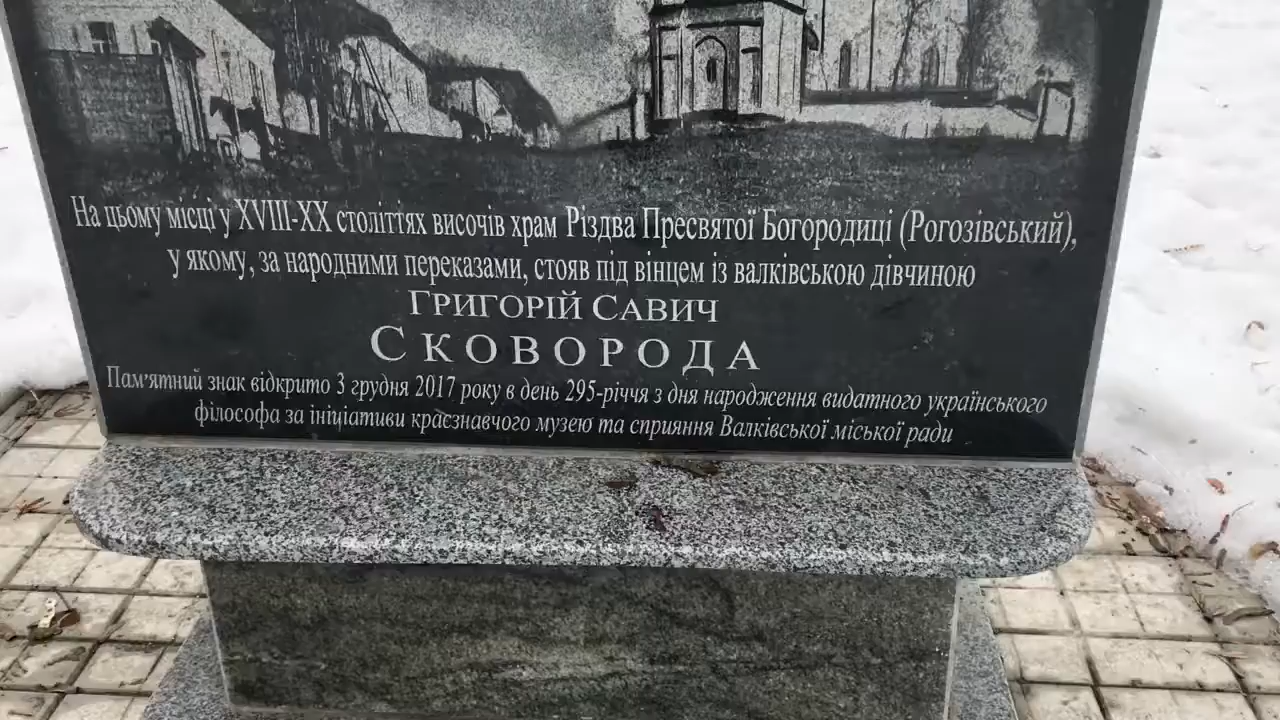 На цьому місці у XVIII-XX століттях височів храм Різдва Пресвятої Богородиці (Рогозівський),
у якому, за народними переказами, стояв під вінцем із валківською дівчиною
Григорій Савич
Сковорода
Пам'ятний знак відкрито 3 грудня 2017 року в день 295-річчя з дня народження видатного українського
філософа за ініціативи краєзнавчого музею та сприяння Валківської міської ради